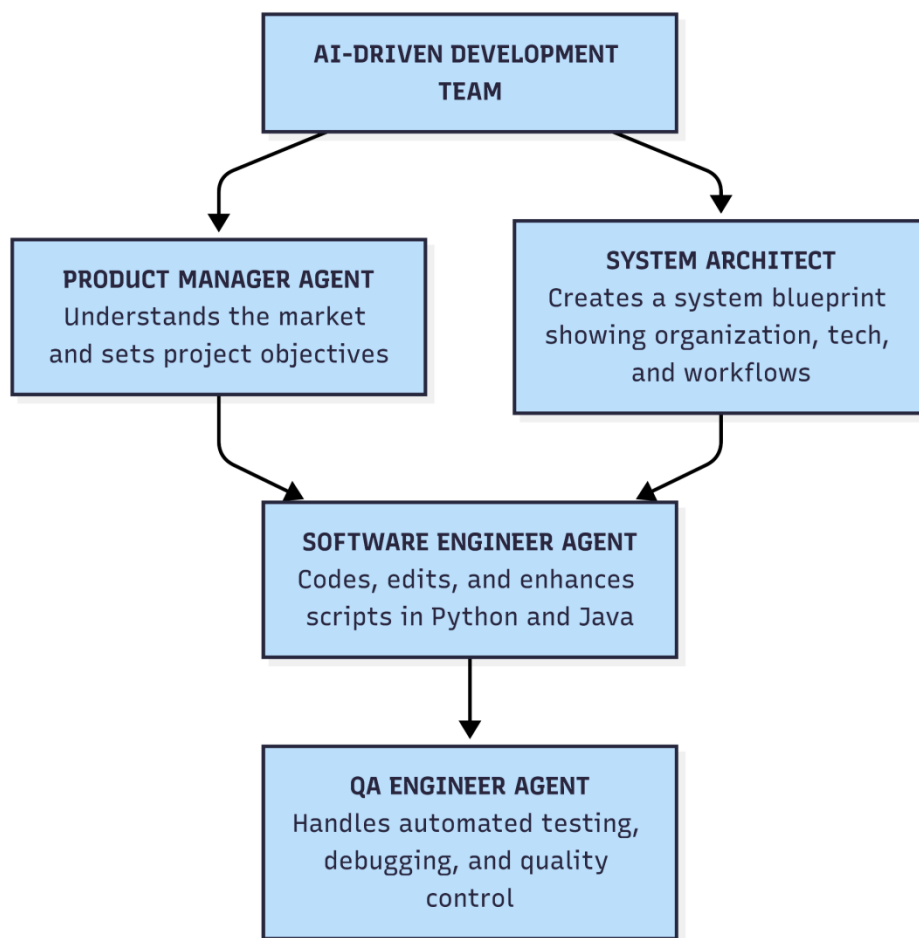 AI-DRIVEN DEVELOPMENT
TEAM
PRODUCT MANAGER AGENT
Understands the market
and sets project objectives
SYSTEM ARCHITECT
Creates a system blueprint
showing organization, tech,
and workflows
SOFTWARE ENGINEER AGENT
Codes, edits, and enhances
scripts in Python and Java
QA ENGINEER AGENT
Handles automated testing,
debugging, and quality
control